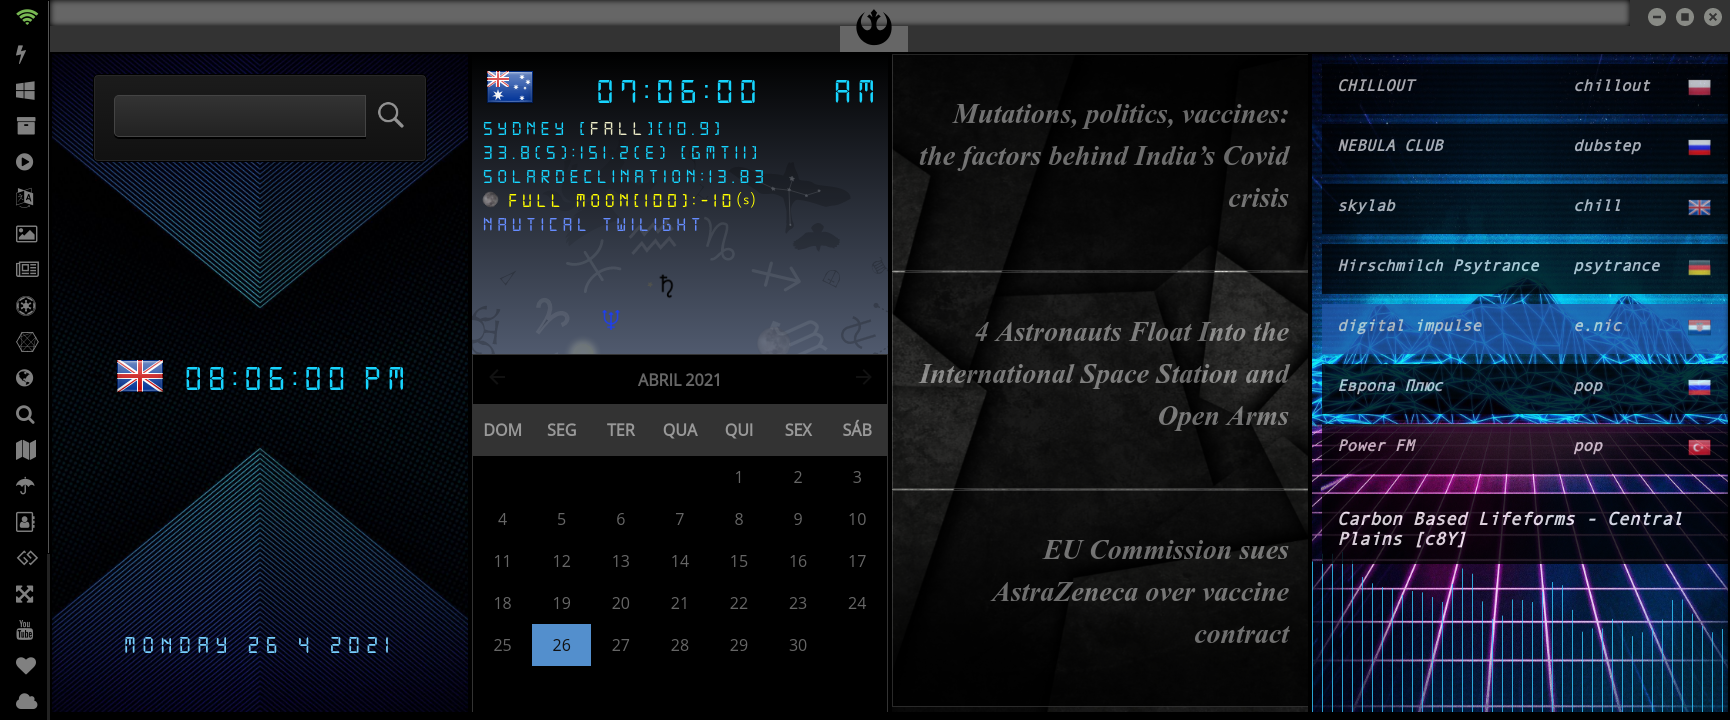 08:06:00 PM
MONDAY 26 4 2021
07:06:00 AM
SYDNEY [FALL][10.9]
33.8(S):151.2(E) [GMT11]
SOLARDECLINATION:13.83
FULL MOON[100]:-10(s)
NAUTICAL TWILIGHT
ABRIL 2021
DOM SEG TER QUA QUI SEX SÁB
1 2 3
4 5 6 7 8 9 10
11 12 13 14 15 16 17
18 19 20 21 22 23 24
25 26 27 28 29 30
Mutations, politics, vaccines:
the factors behind India’s Covid
crisis
4 Astronauts Float Into the
International Space Station and
Open Arms
EU Commission sues
AstraZeneca over vaccine
contract
CHILLOUT chillout
NEBULA CLUB dubstep
skylab chill
Hirschmilch Psytrance psytrance
digital impulse e.nic
Европа Плюс pop
Power FM pop
Carbon Based Lifeforms - Central
Plains [c8Y]
You
Tube